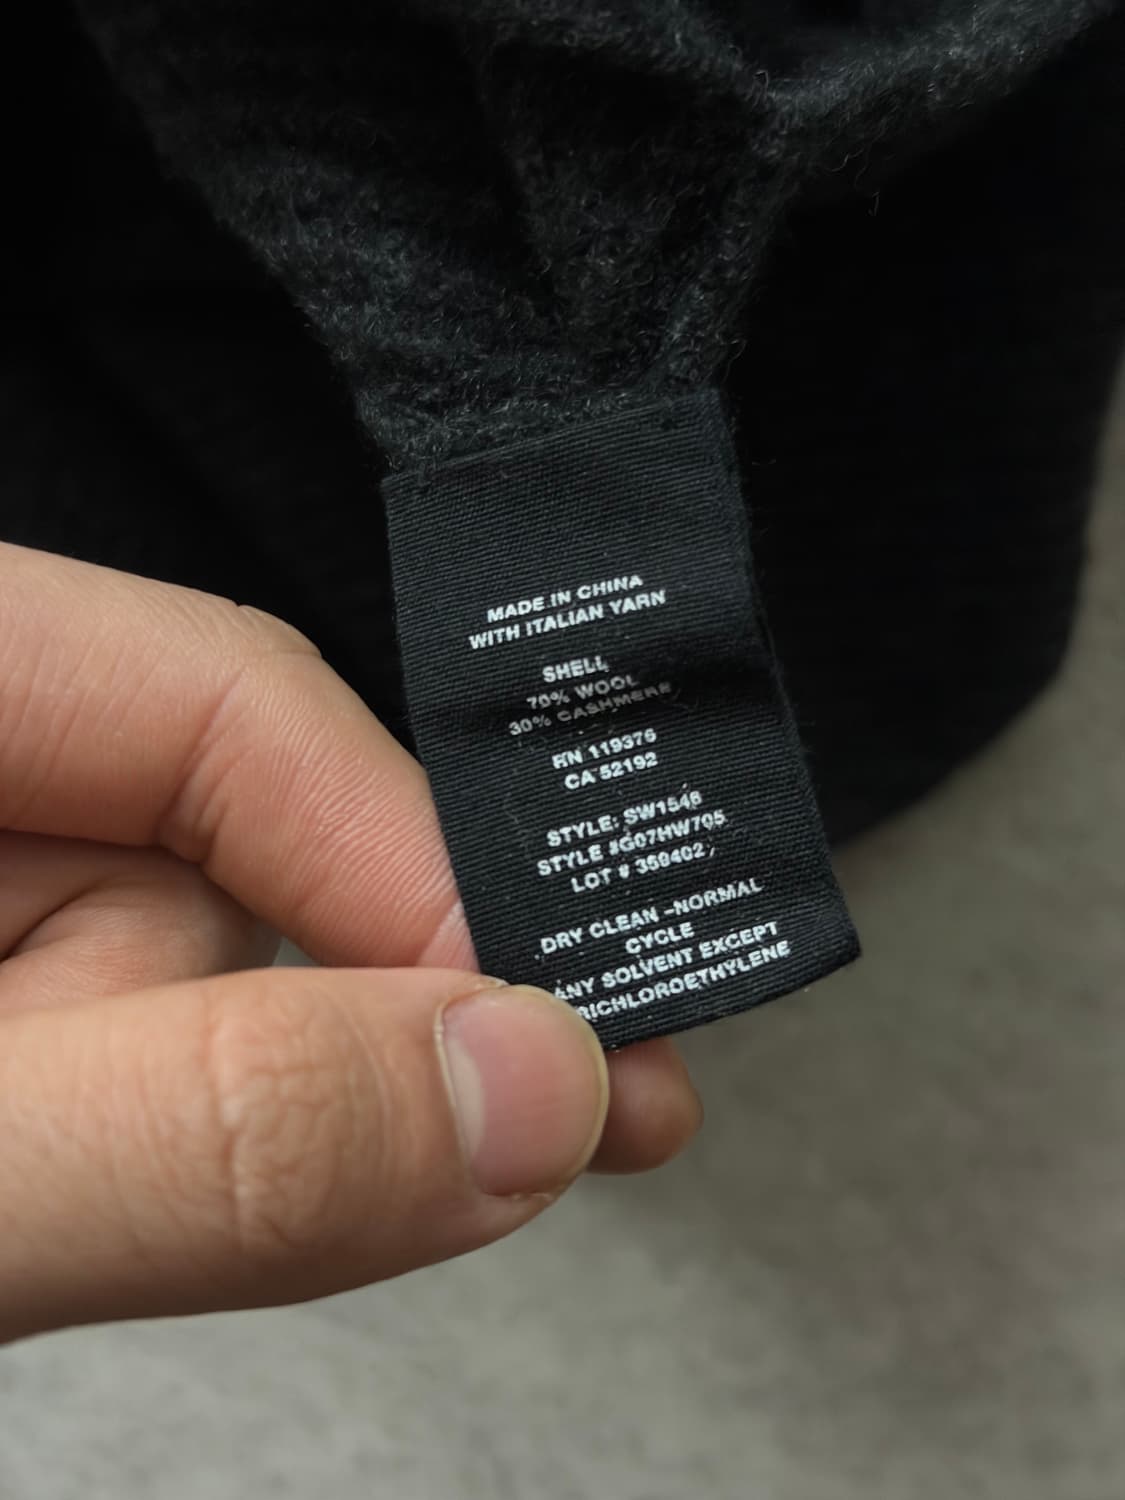 MADE IN CHINA
WITH ITALIAN YARN
SHELL
70% WOOL
30% CASHMERE
RN 119376
CA 52192
STYLE: SW1546
STYLE #G07HW705
LOT # 359402
DRY CLEAN -NORMAL
CYCLE
ANY SOLVENT EXCEPT
RICHLOROETHYLENE